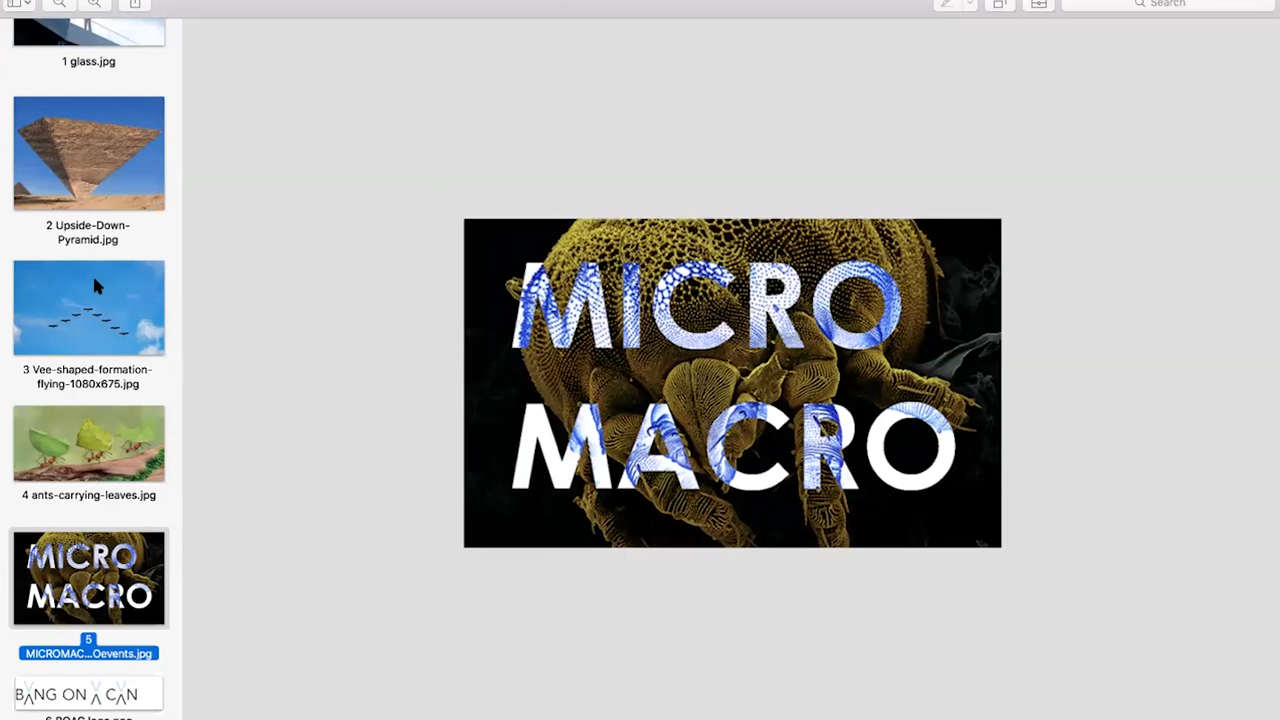 Search
1 glass.jpg
2 Upside-Down-
Pyramid.jpg
3 Vee-shaped-formation-
flying-1080x675.jpg
4 ants-carrying-leaves.jpg
MICRO
MACRO
5
MICROMAC...Oevents.jpg
BANG ON A CAN
MICRO
MACRO